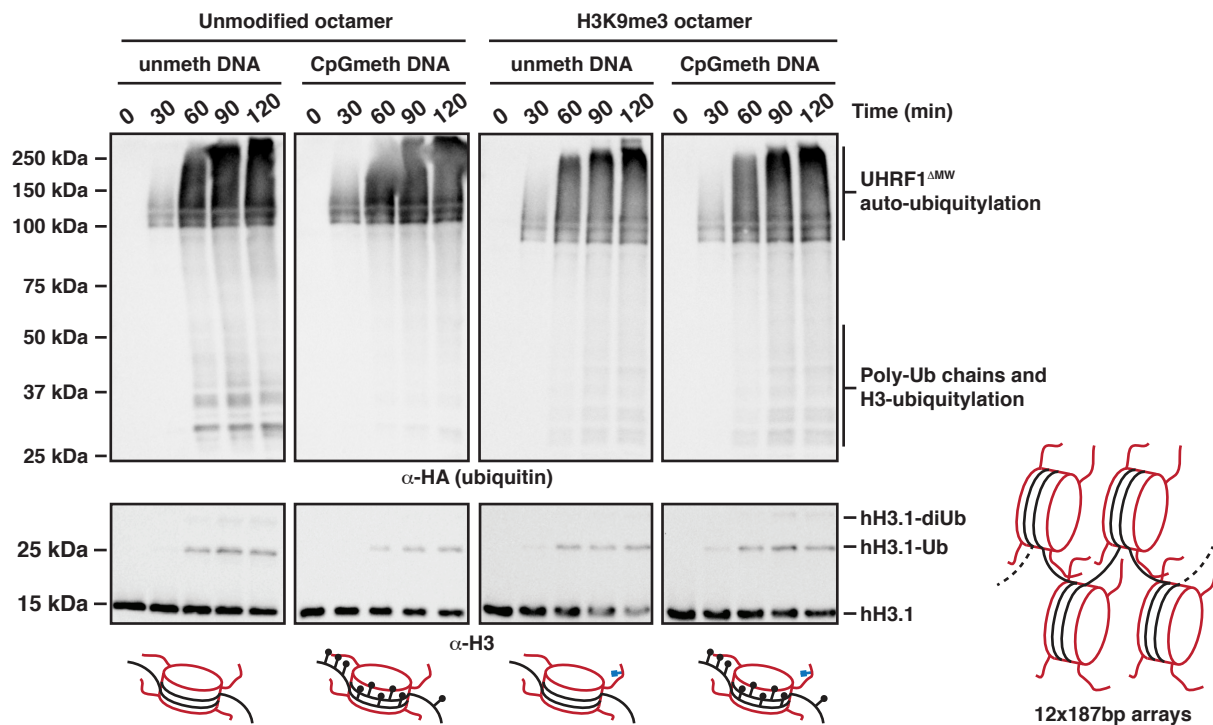 Unmodified octamer
H3K9me3 octamer
unmeth DNA
CpGmeth DNA
unmeth DNA
CpGmeth DNA
0 30 60 90 120
0 30 60 90 120
0 30 60 90 120
0 30 60 90 120
Time (min)
250 kDa
150 kDa
100 kDa
75 kDa
50 kDa
37 kDa
25 kDa
UHRF1ΔMW
auto-ubiquitylation
Poly-Ub chains and
H3-ubiquitylation
α-HA (ubiquitin)
25 kDa
15 kDa
hH3.1-diUb
hH3.1-Ub
hH3.1
α-H3
12x187bp arrays